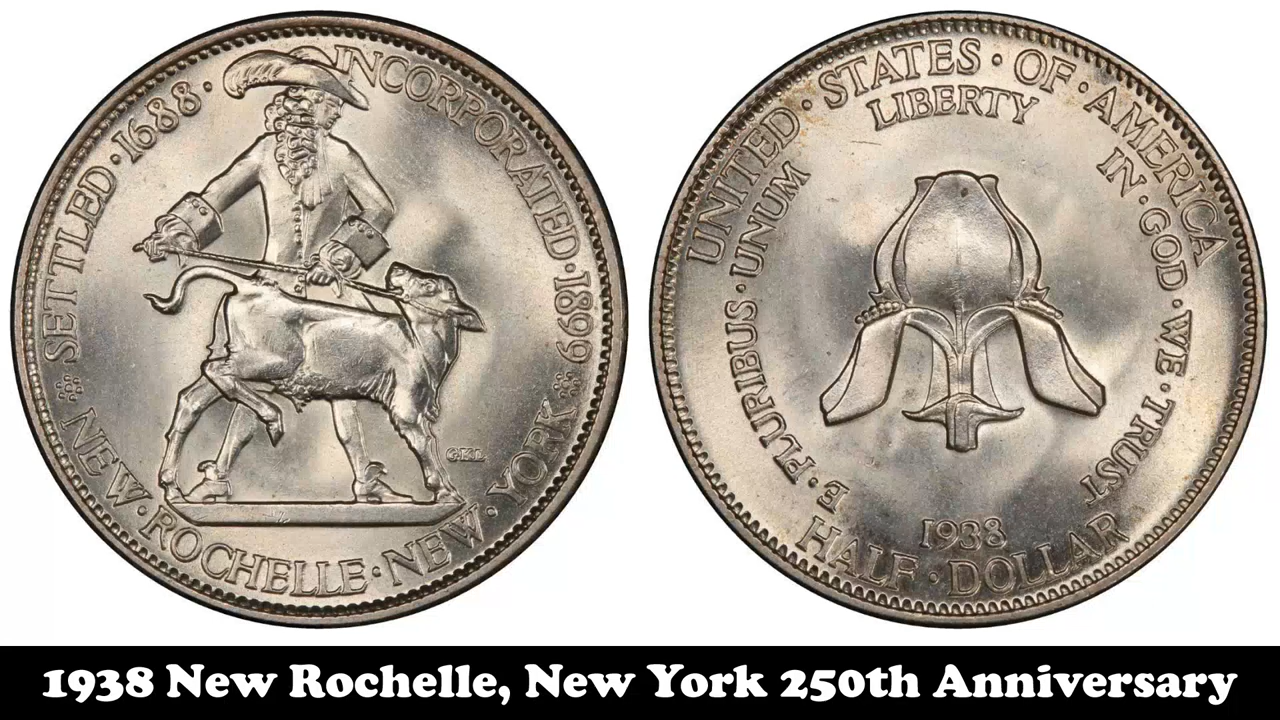 SETTLED · 1688 · INCORPORATED · 1899
NEW · ROCHELLE · NEW · YORK
GKL
UNITED · STATES · OF · AMERICA
LIBERTY
E · PLURIBUS · UNUM
IN · GOD · WE · TRUST
1938
HALF · DOLLAR
1938 New Rochelle, New York 250th Anniversary